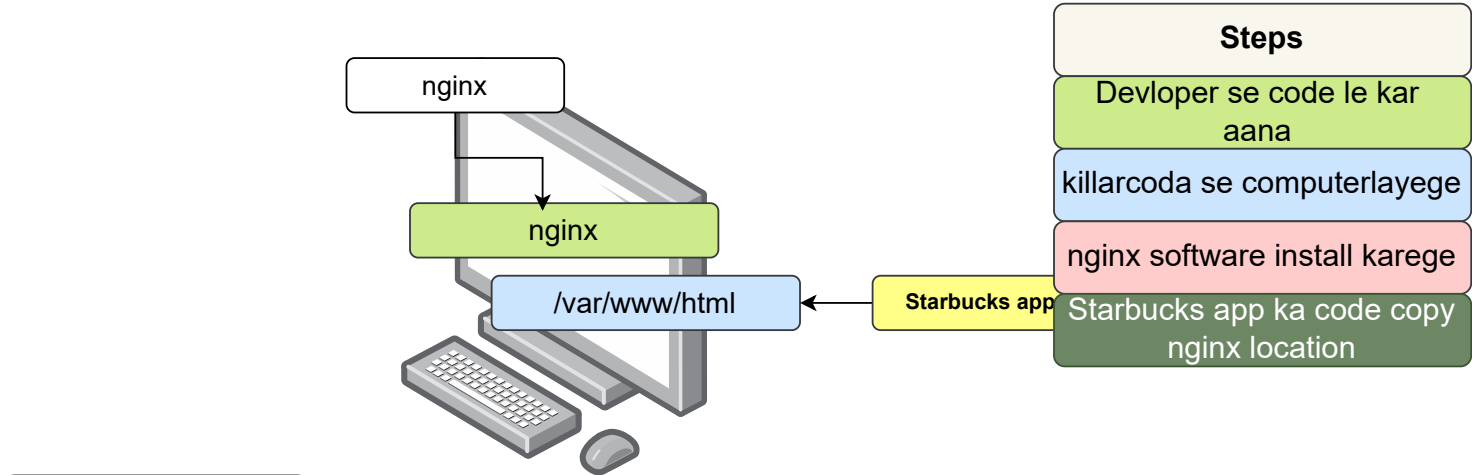 nginx
nginx
/var/www/html
Starbucks app
Steps
Devloper se code le kar
aana
killarcoda se computerlayege
nginx software install karege
Starbucks app ka code copy
nginx location